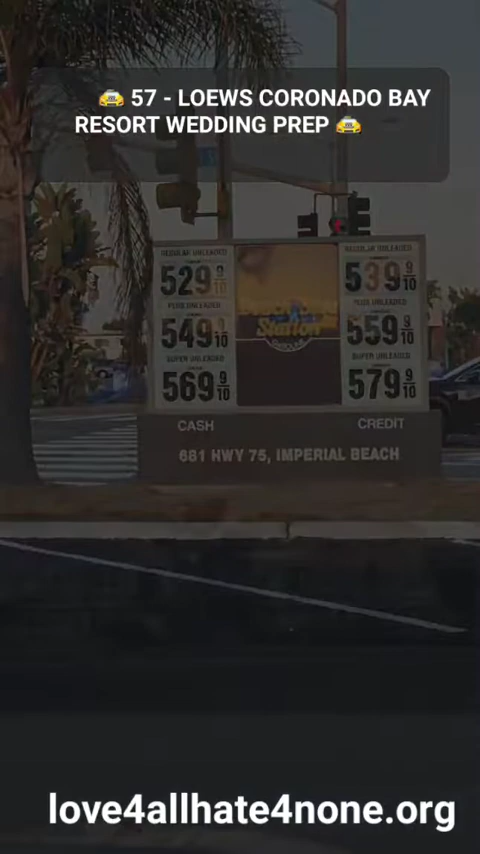 🚖 57 - LOEWS CORONADO BAY
RESORT WEDDING PREP 🚖
REGULAR UNLEADED
529 9/10
PLUS UNLEADED
549 9/10
SUPER UNLEADED
569 9/10
Station
REGULAR UNLEADED
539 9/10
PLUS UNLEADED
559 9/10
SUPER UNLEADED
579 9/10
CASH
CREDIT
681 HWY 75, IMPERIAL BEACH
love4allhate4none.org